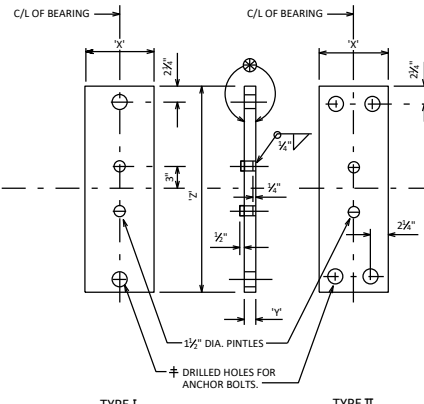 C/L OF BEARING
C/L OF BEARING
'X'
'X'
2¼"
2¼"
¼"
3"
'Z'
¼"
½"
2¼"
'Y'
1½" DIA. PINTLES
‡ DRILLED HOLES FOR
ANCHOR BOLTS.
TYPE I
TYPE II